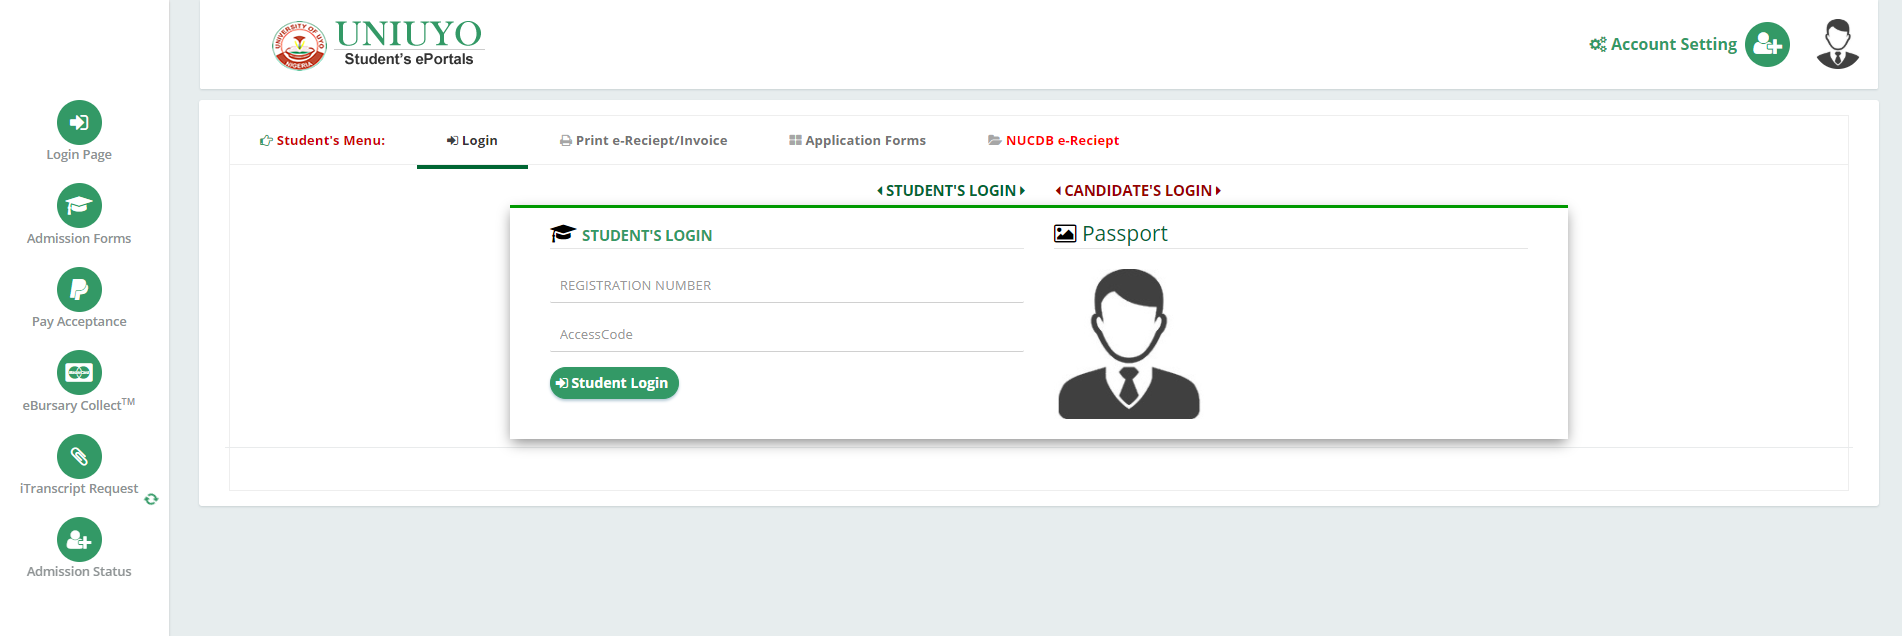 UNIVERSITY OF UYO
NIGERIA
UNIUYO
Student's ePortals
Account Setting
Login Page
Admission Forms
Pay Acceptance
eBursary Collect™
iTranscript Request
Admission Status
Student's Menu:
Login
Print e-Reciept/Invoice
Application Forms
NUCDB e-Reciept
STUDENT'S LOGIN
CANDIDATE'S LOGIN
STUDENT'S LOGIN
REGISTRATION NUMBER
AccessCode
Student Login
Passport